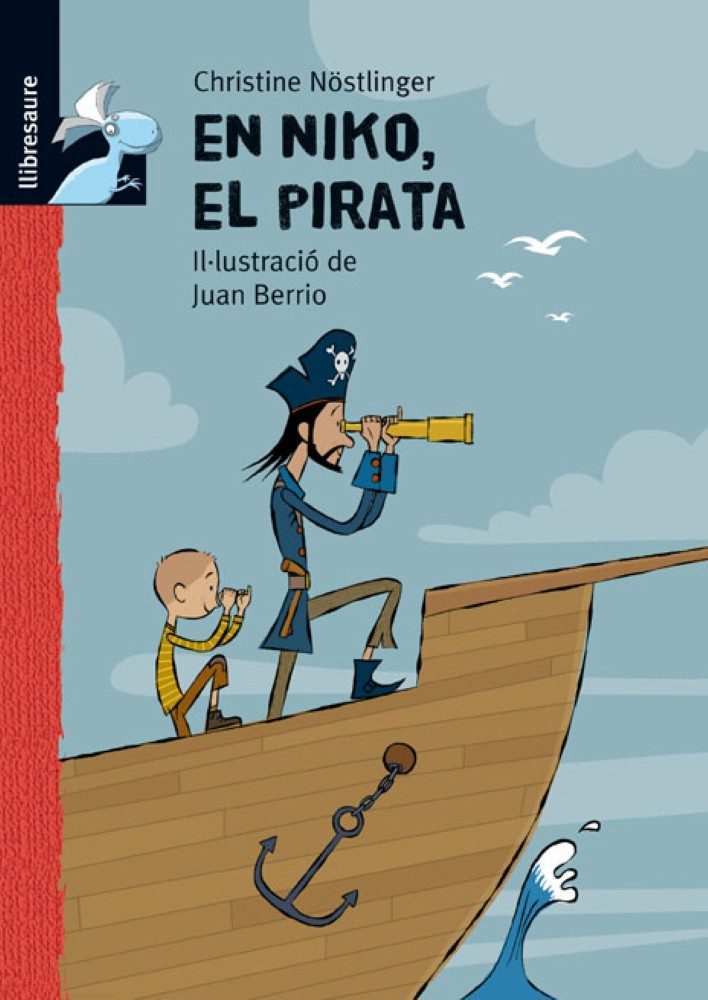 llibresaure
Christine Nöstlinger
EN NIKO,
EL PIRATA
Il·lustració de
Juan Berrio